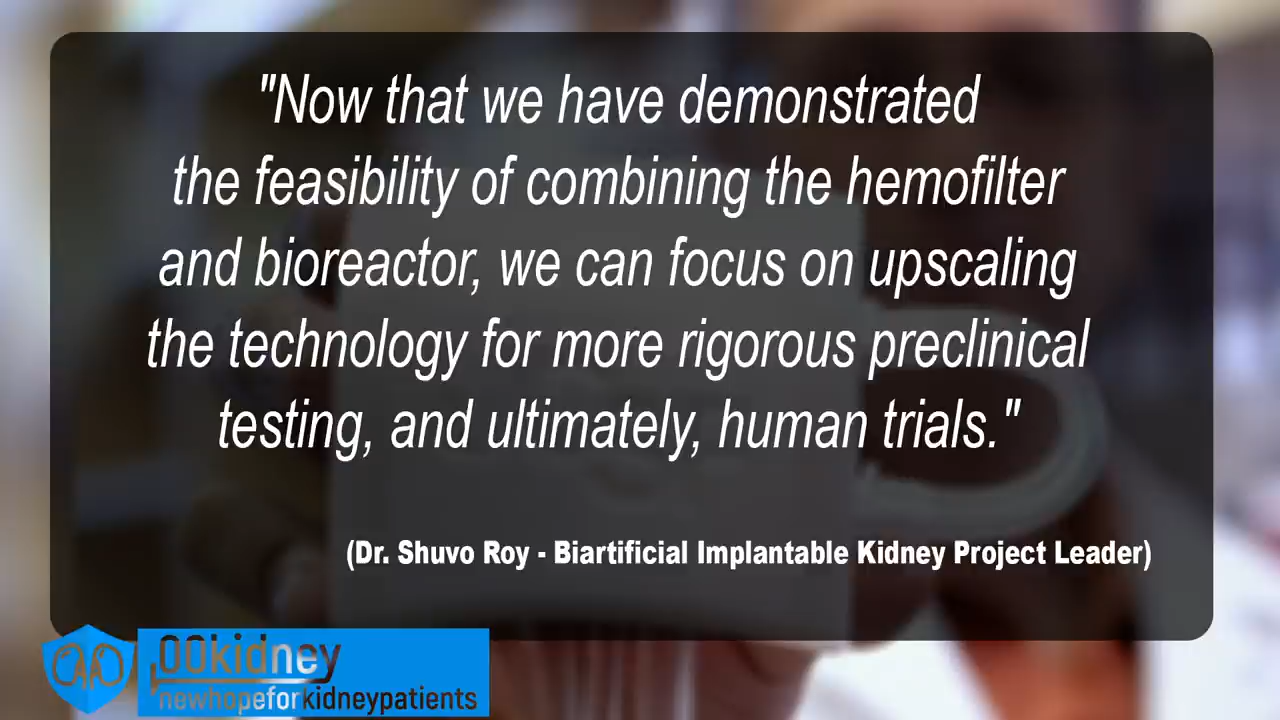 "Now that we have demonstrated
the feasibility of combining the hemofilter
and bioreactor, we can focus on upscaling
the technology for more rigorous preclinical
testing, and ultimately, human trials."
(Dr. Shuvo Roy - Biartificial Implantable Kidney Project Leader)
00kidney
newhopeforkidneypatients